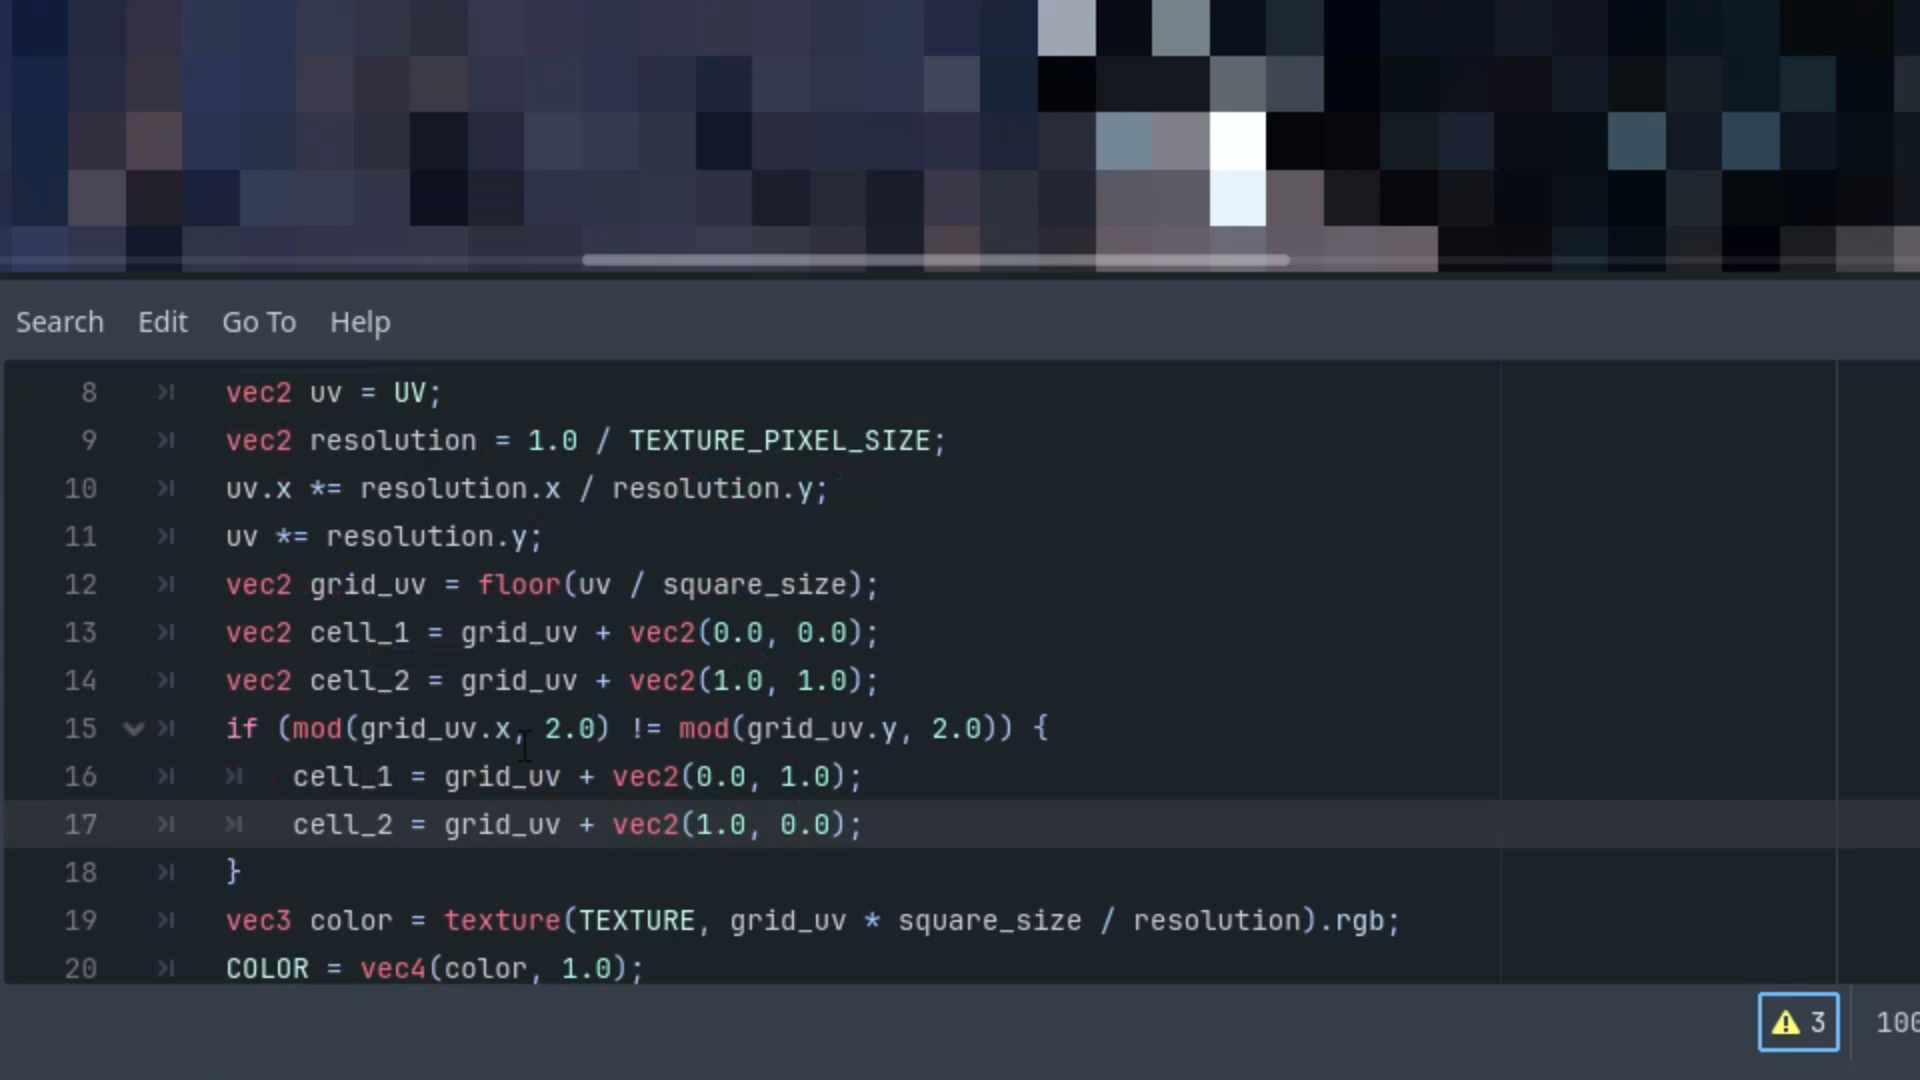 Search Edit Go To Help
8 vec2 uv = UV;
9 vec2 resolution = 1.0 / TEXTURE_PIXEL_SIZE;
10 uv.x *= resolution.x / resolution.y;
11 uv *= resolution.y;
12 vec2 grid_uv = floor(uv / square_size);
13 vec2 cell_1 = grid_uv + vec2(0.0, 0.0);
14 vec2 cell_2 = grid_uv + vec2(1.0, 1.0);
15 if (mod(grid_uv.x, 2.0) != mod(grid_uv.y, 2.0)) {
16 cell_1 = grid_uv + vec2(0.0, 1.0);
17 cell_2 = grid_uv + vec2(1.0, 0.0);
18 }
19 vec3 color = texture(TEXTURE, grid_uv * square_size / resolution).rgb;
20 COLOR = vec4(color, 1.0);
3 100